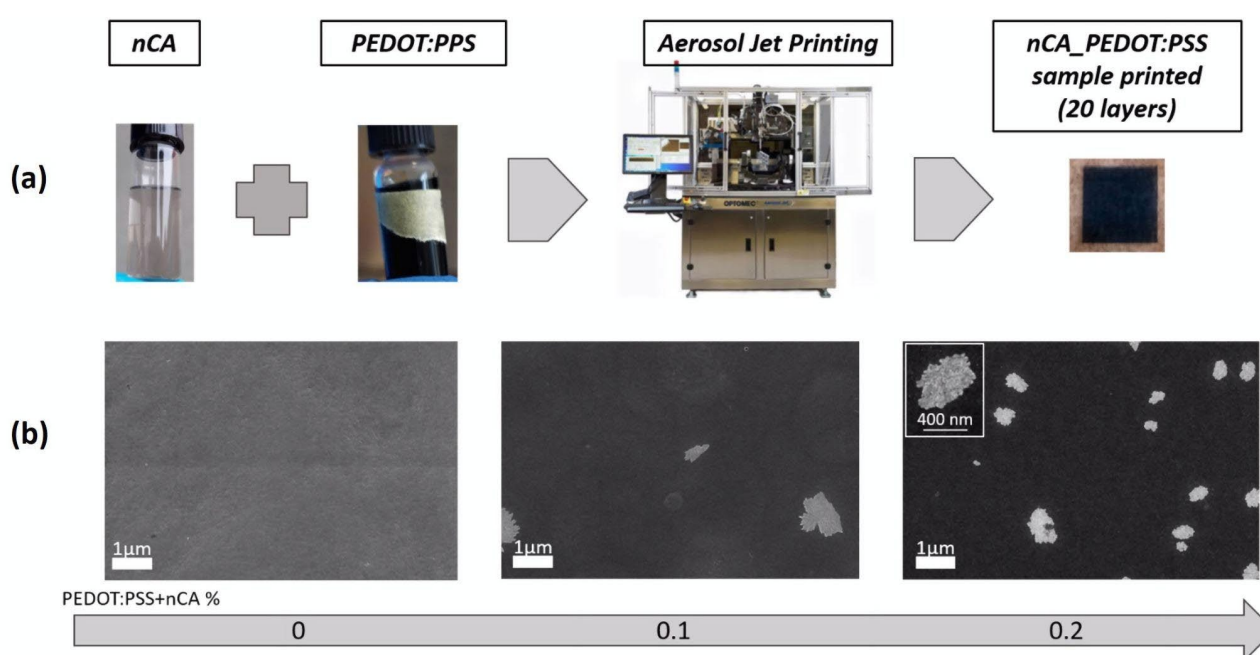 nCA
PEDOT:PPS
Aerosol Jet Printing
nCA_PEDOT:PSS
sample printed
(20 layers)
(a)
OPTOMEC
(b)
400 nm
1μm
1μm
1μm
PEDOT:PSS+nCA %
0
0.1
0.2